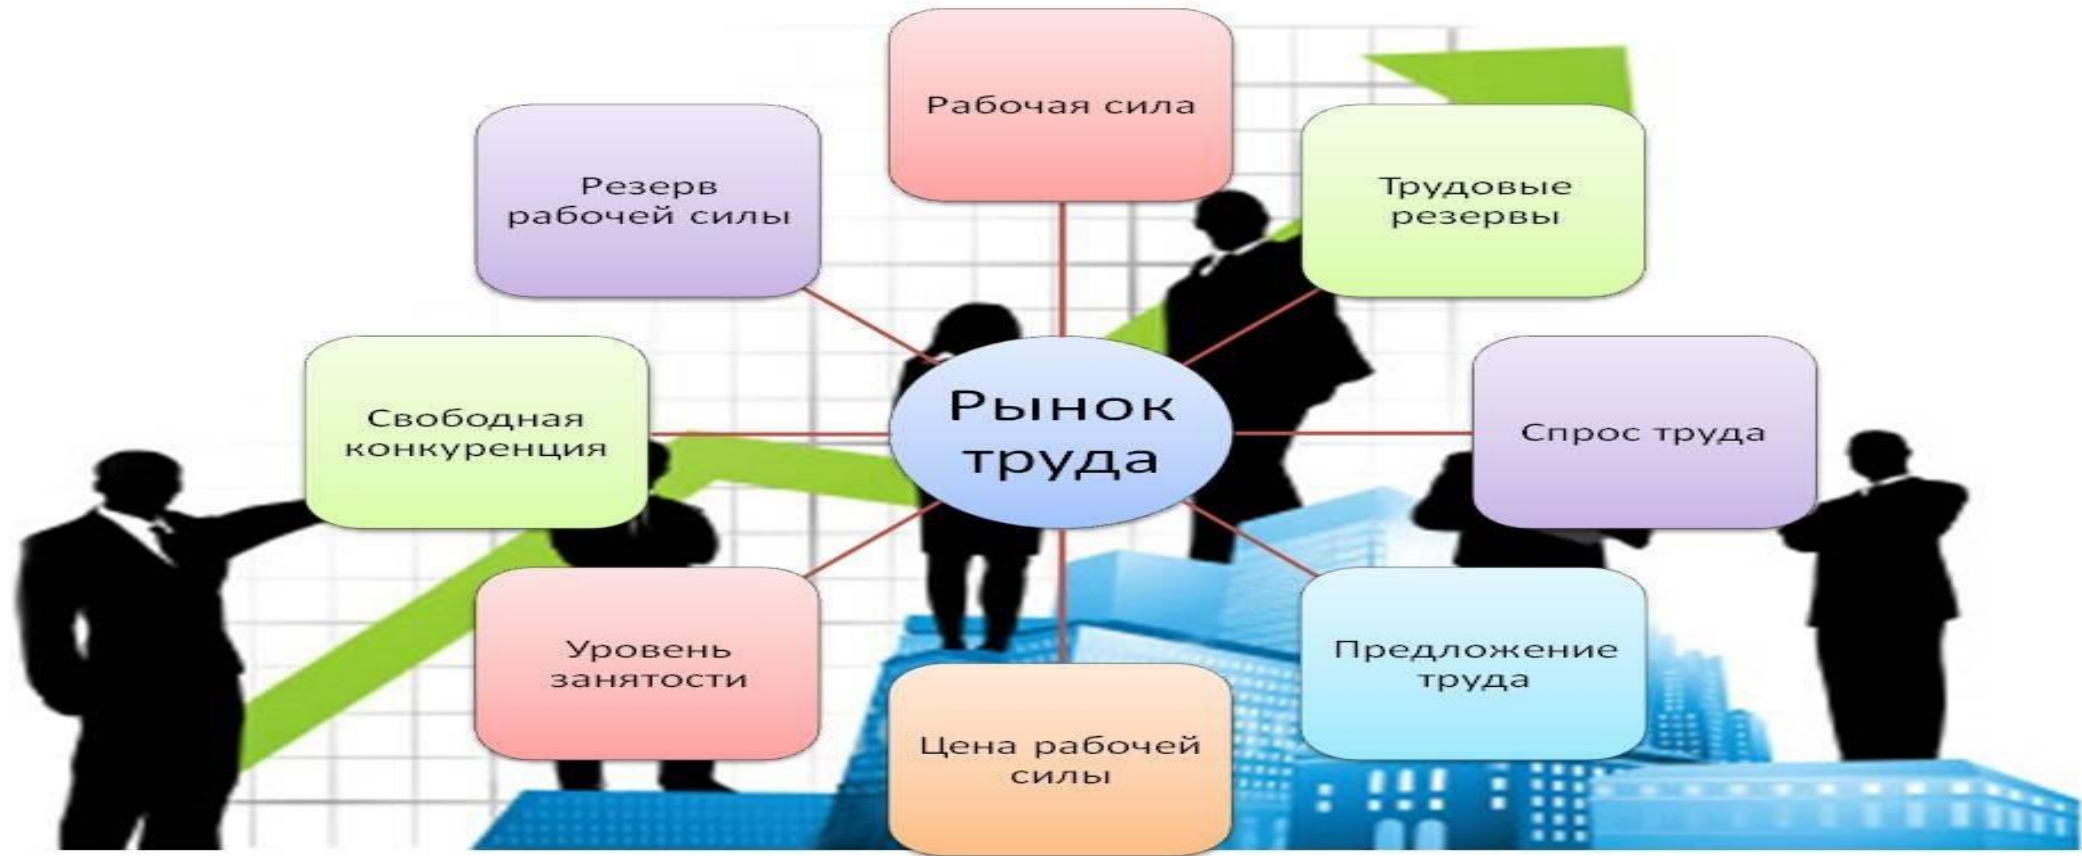 Рабочая сила
Резерв
рабочей силы
Трудовые
резервы
Свободная
конкуренция
Рынок
труда
Спрос труда
Уровень
занятости
Предложение
труда
Цена рабочей
силы